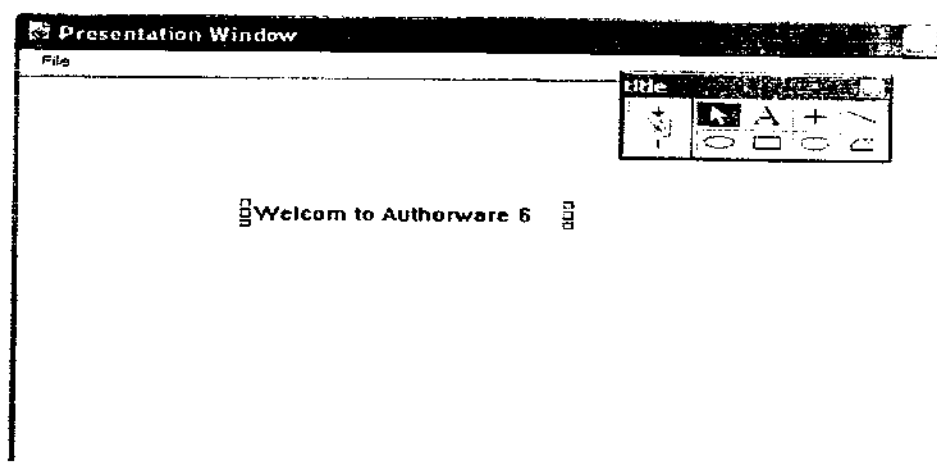 Presentation Window
File
title
A
Welcom to Authorware 6